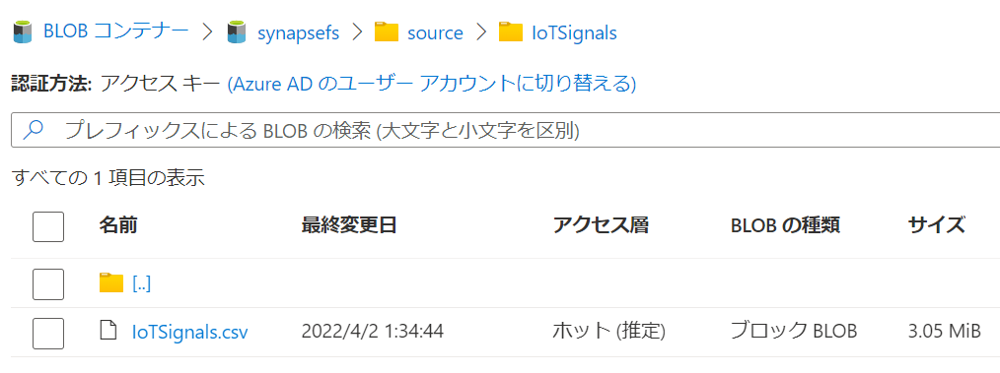 BLOB コンテナー > synapsefs > source > IoTSignals
認証方法: アクセス キー (Azure AD のユーザー アカウントに切り替える)
プレフィックスによる BLOB の検索 (大文字と小文字を区別)
すべての 1 項目の表示
名前 最終変更日 アクセス層 BLOB の種類 サイズ
[..]
IoTSignals.csv 2022/4/2 1:34:44 ホット (推定) ブロック BLOB 3.05 MiB